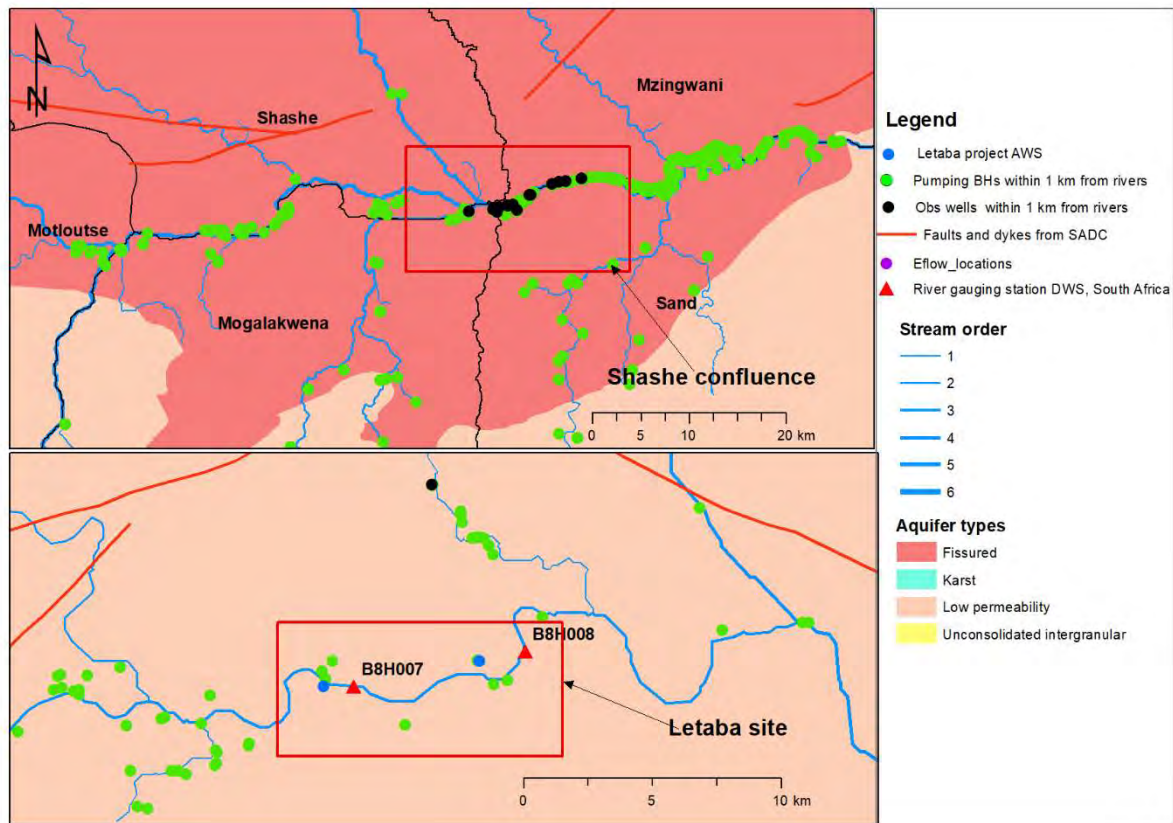 N
Shashe
Mzingwani
Motloutse
Mogalakwena
Sand
Shashe confluence
0 5 10 20 km
B8H008
B8H007
Letaba site
0 5 10 km
Legend
Letaba project AWS
Pumping BHs within 1 km from rivers
Obs wells within 1 km from rivers
Faults and dykes from SADC
Eflow_locations
River gauging station DWS, South Africa
Stream order
1
2
3
4
5
6
Aquifer types
Fissured
Karst
Low permeability
Unconsolidated intergranular